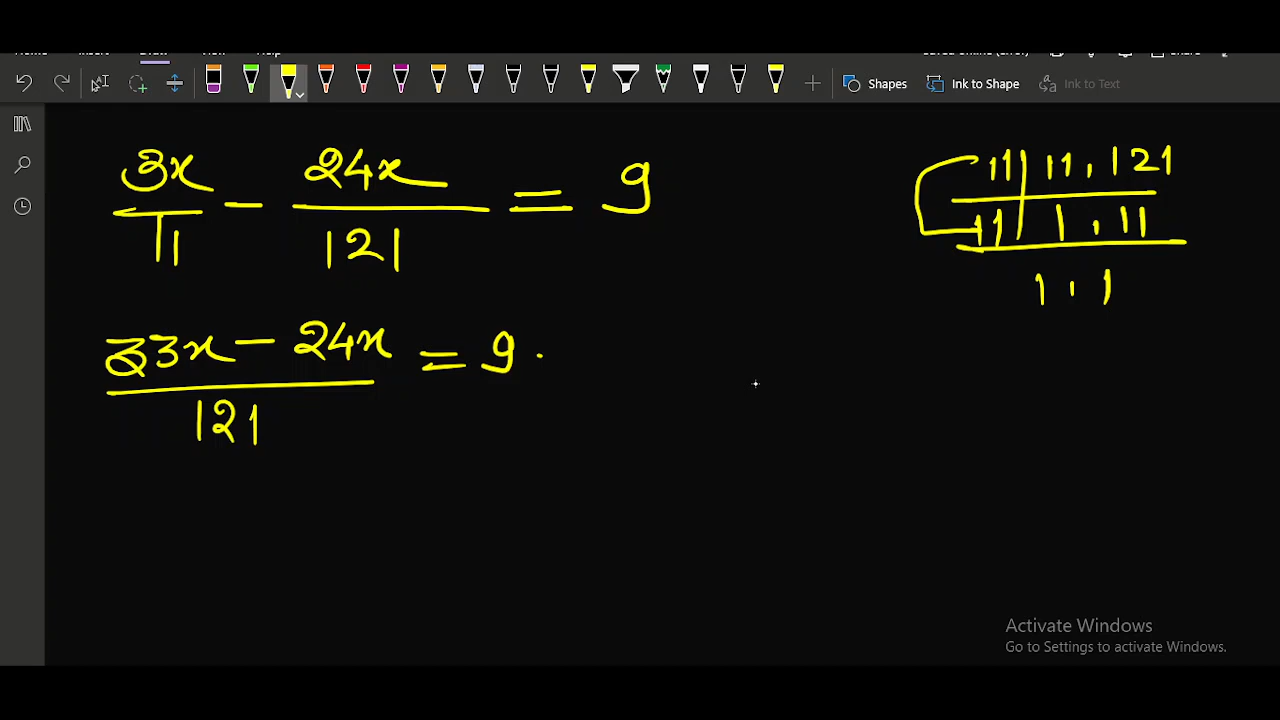 Shapes Ink to Shape Ink to Text
3x/11 - 24x/121 = 9
11 | 11, 121
11 | 1, 11
1, 1
33x - 24x/121 = 9.
Activate Windows
Go to Settings to activate Windows.